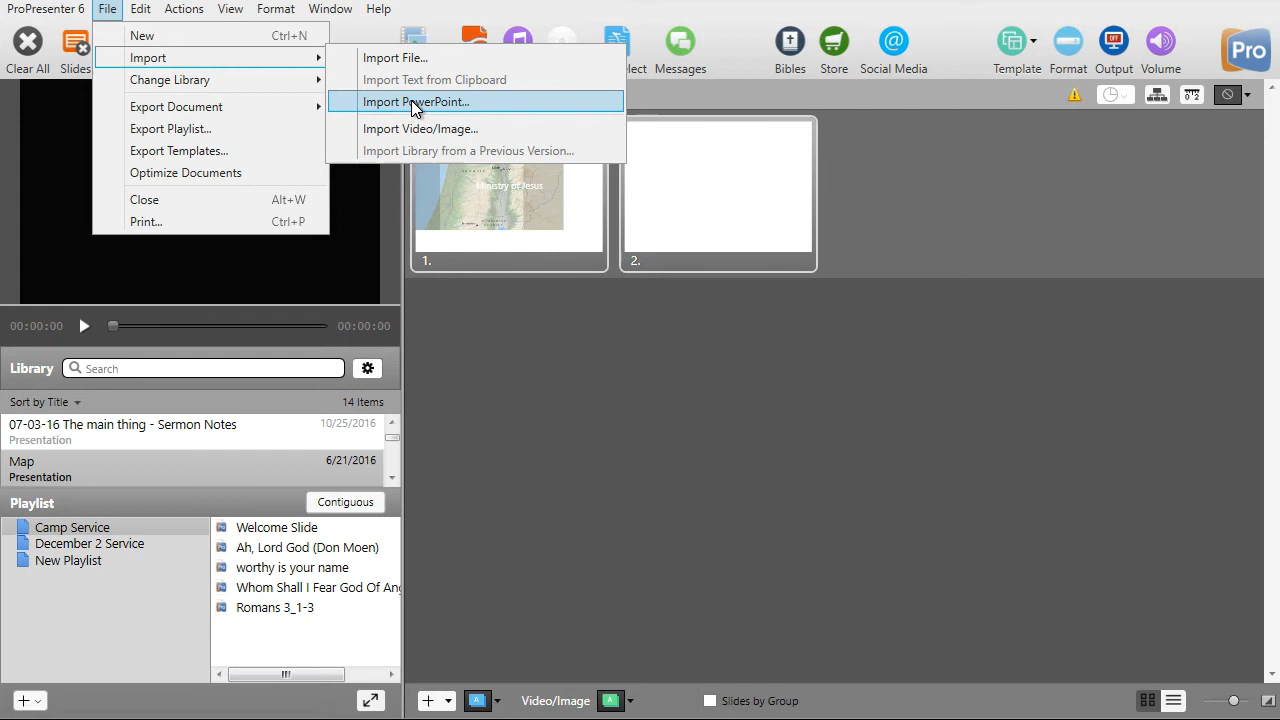 ProPresenter 6 File Edit Actions View Format Window Help
Clear All Slides Messages Bibles Store Social Media Template Format Output Volume Pro
New Ctrl+N
Import
Change Library
Export Document
Export Playlist...
Export Templates...
Optimize Documents
Close Alt+W
Print... Ctrl+P
Import File...
Import Text from Clipboard
Import PowerPoint...
Import Video/Image...
Import Library from a Previous Version...
Ministry of Jesus
1. 2.
00:00:00 00:00:00
Library Search
Sort by Title 14 Items
07-03-16 The main thing - Sermon Notes 10/25/2016
Presentation
Map 6/21/2016
Presentation
Playlist Contiguous
Camp Service
December 2 Service
New Playlist
Welcome Slide
Ah, Lord God (Don Moen)
worthy is your name
Whom Shall I Fear God Of Ang
Romans 3_1-3
Video/Image Slides by Group